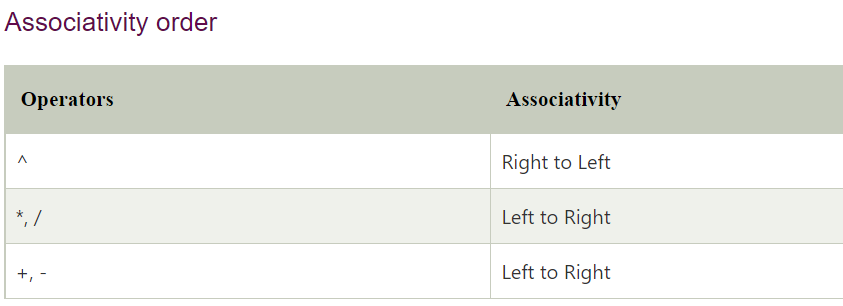 Associativity order
Operators Associativity
^ Right to Left
*, / Left to Right
+, - Left to Right